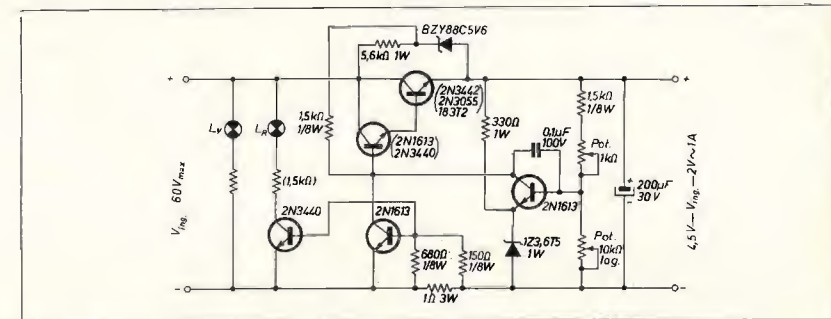 BZY88C5V6
5,6kΩ 1W
+
+
1,5kΩ
1/8W
(2N3442
2N3055
183T2)
330Ω
1W
0,1μF
100V
1,5kΩ
1/8W
Lv
LR
(2N1613
2N3440)
Pot.
1kΩ
(1,5kΩ)
2N3440
2N1613
2N1613
200μF
30V
Ving. 60Vmax
4,5V—Ving.—2V~1A
1Z3,6T5
1W
Pot.
10kΩ
log.
680Ω
1/8W
150Ω
1/8W
1Ω 3W
-
-